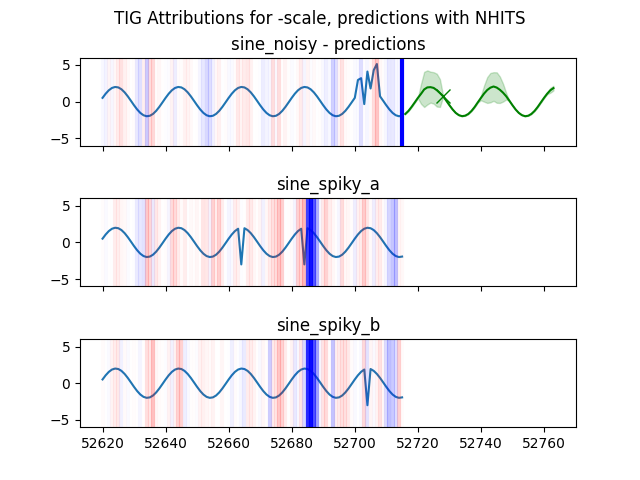 TIG Attributions for -scale, predictions with NHITS
sine_noisy - predictions
5
0
−5
sine_spiky_a
5
0
−5
sine_spiky_b
5
0
−5
52620 52640 52660 52680 52700 52720 52740 52760